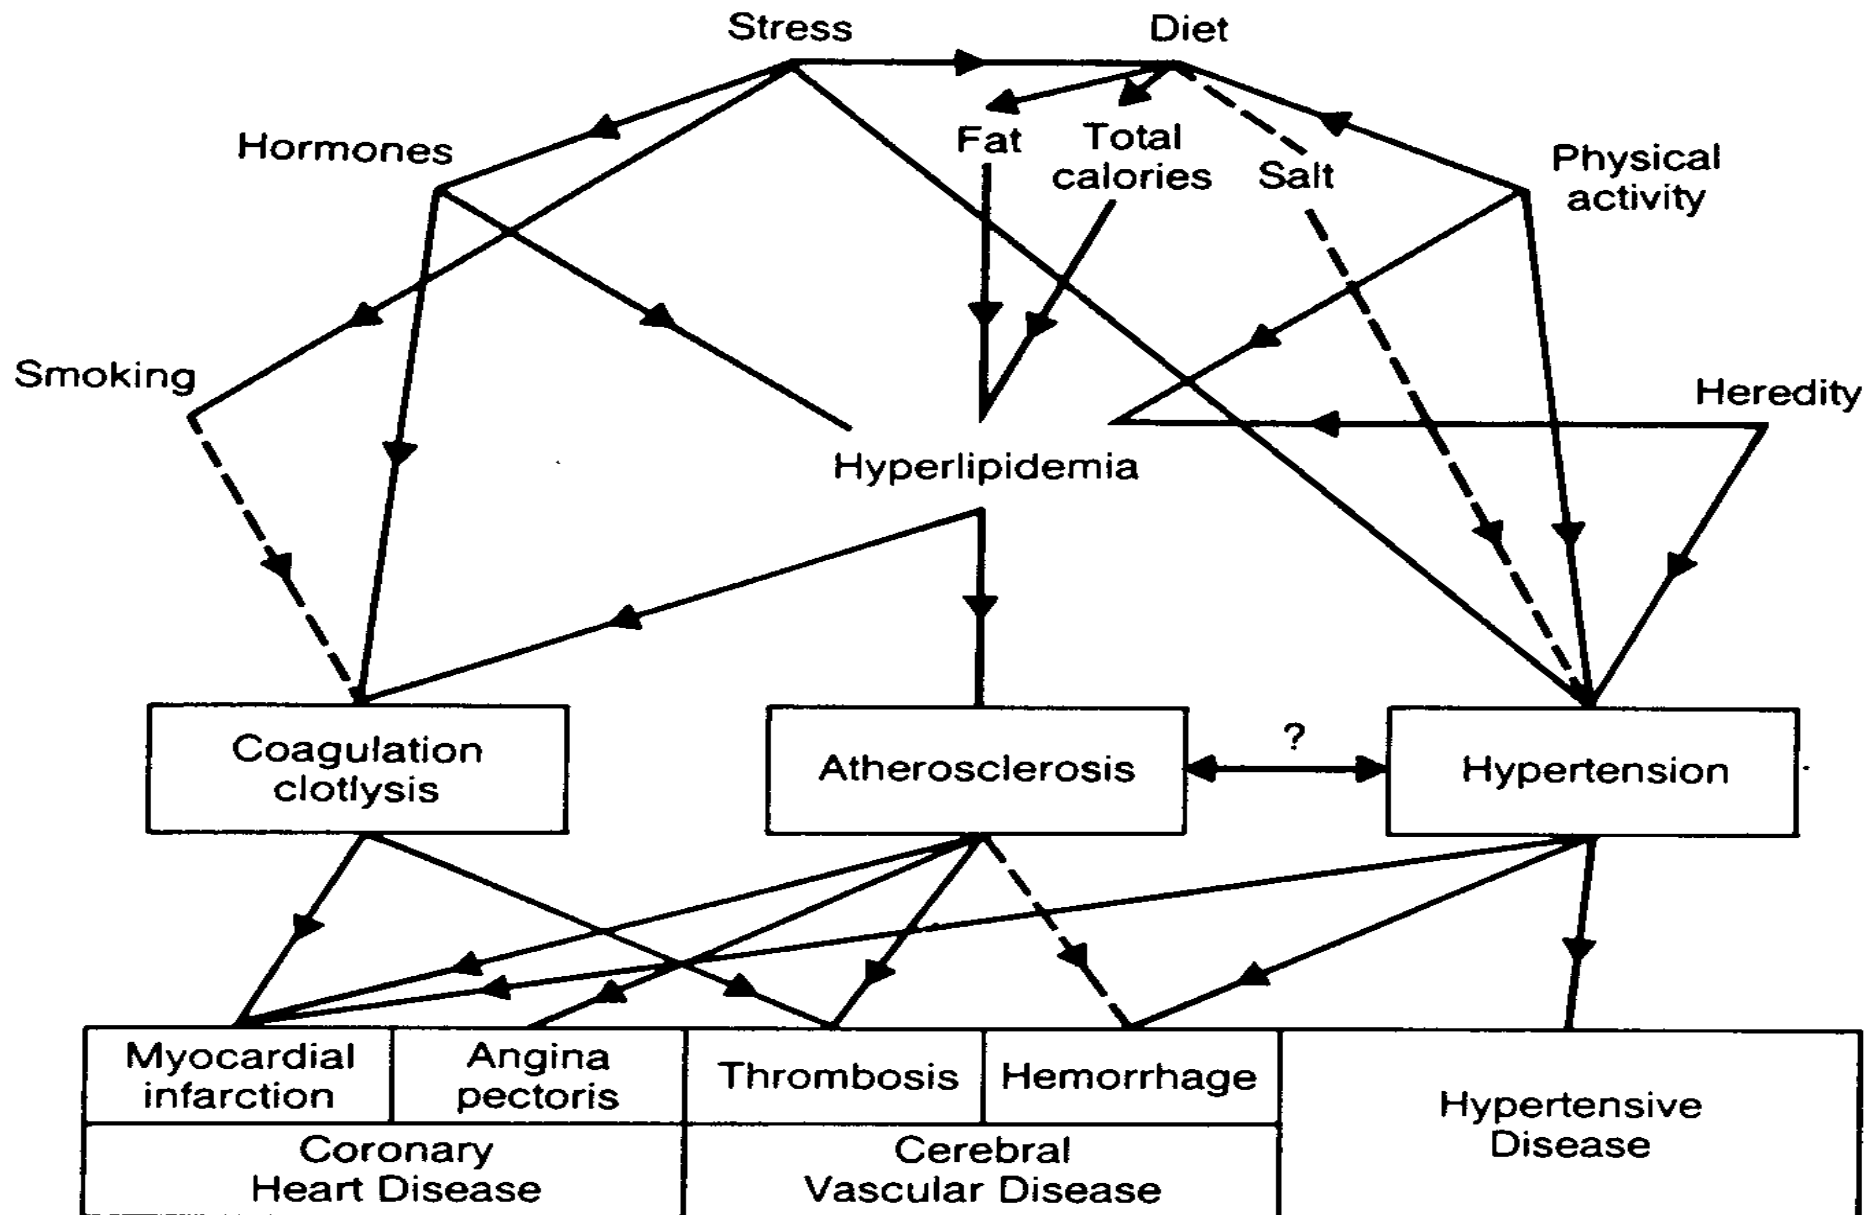 Stress
Diet
Hormones
Fat
Total
calories
Salt
Physical
activity
Smoking
Heredity
Hyperlipidemia
Coagulation
clotlysis
Atherosclerosis
?
Hypertension
Myocardial
infarction
Angina
pectoris
Thrombosis
Hemorrhage
Hypertensive
Disease
Coronary
Heart Disease
Cerebral
Vascular Disease